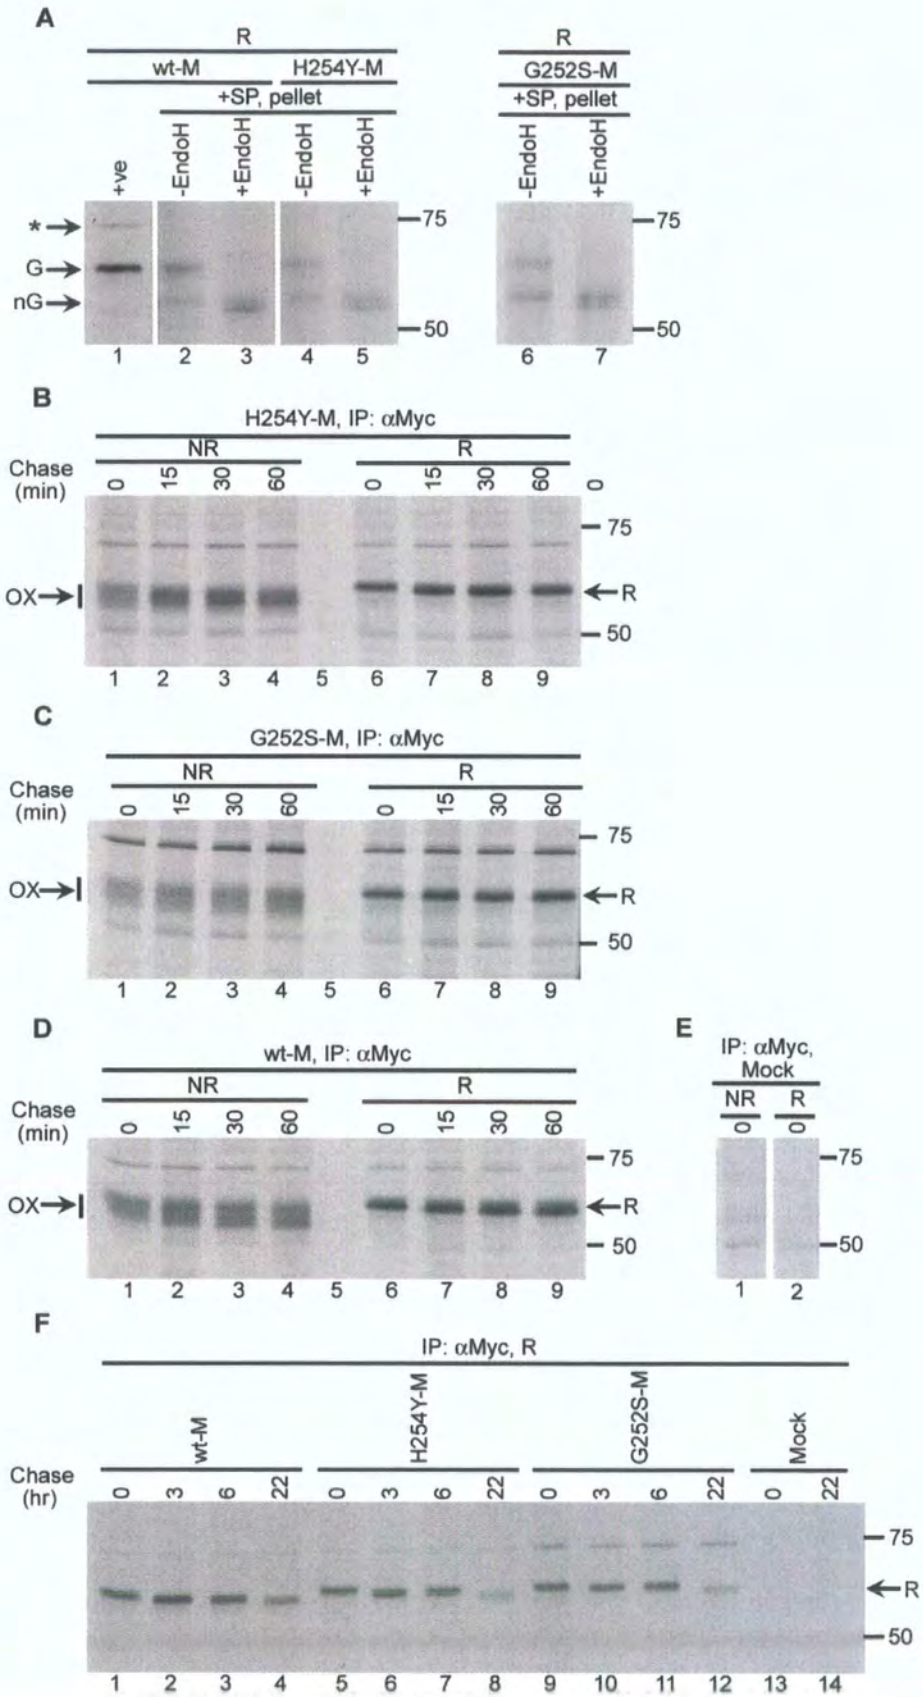 A
R
R
wt-M
H254Y-M
G252S-M
+SP, pellet
+SP, pellet
+ve
-EndoH
+EndoH
-EndoH
+EndoH
-EndoH
+EndoH
*
G
nG
75
50
75
50
1 2 3 4 5 6 7
B
H254Y-M, IP: αMyc
NR R
Chase (min)
0 15 30 60 0 15 30 60 0
75
OX
R
50
1 2 3 4 5 6 7 8 9
C
G252S-M, IP: αMyc
NR R
Chase (min)
0 15 30 60 0 15 30 60
75
OX
R
50
1 2 3 4 5 6 7 8 9
D
wt-M, IP: αMyc
NR R
Chase (min)
0 15 30 60 0 15 30 60
75
OX
R
50
1 2 3 4 5 6 7 8 9
E
IP: αMyc,
Mock
NR R
0 0
75
50
1 2
F
IP: αMyc, R
wt-M
H254Y-M
G252S-M
Mock
Chase (hr)
0 3 6 22 0 3 6 22 0 3 6 22 0 22
75
R
50
1 2 3 4 5 6 7 8 9 10 11 12 13 14